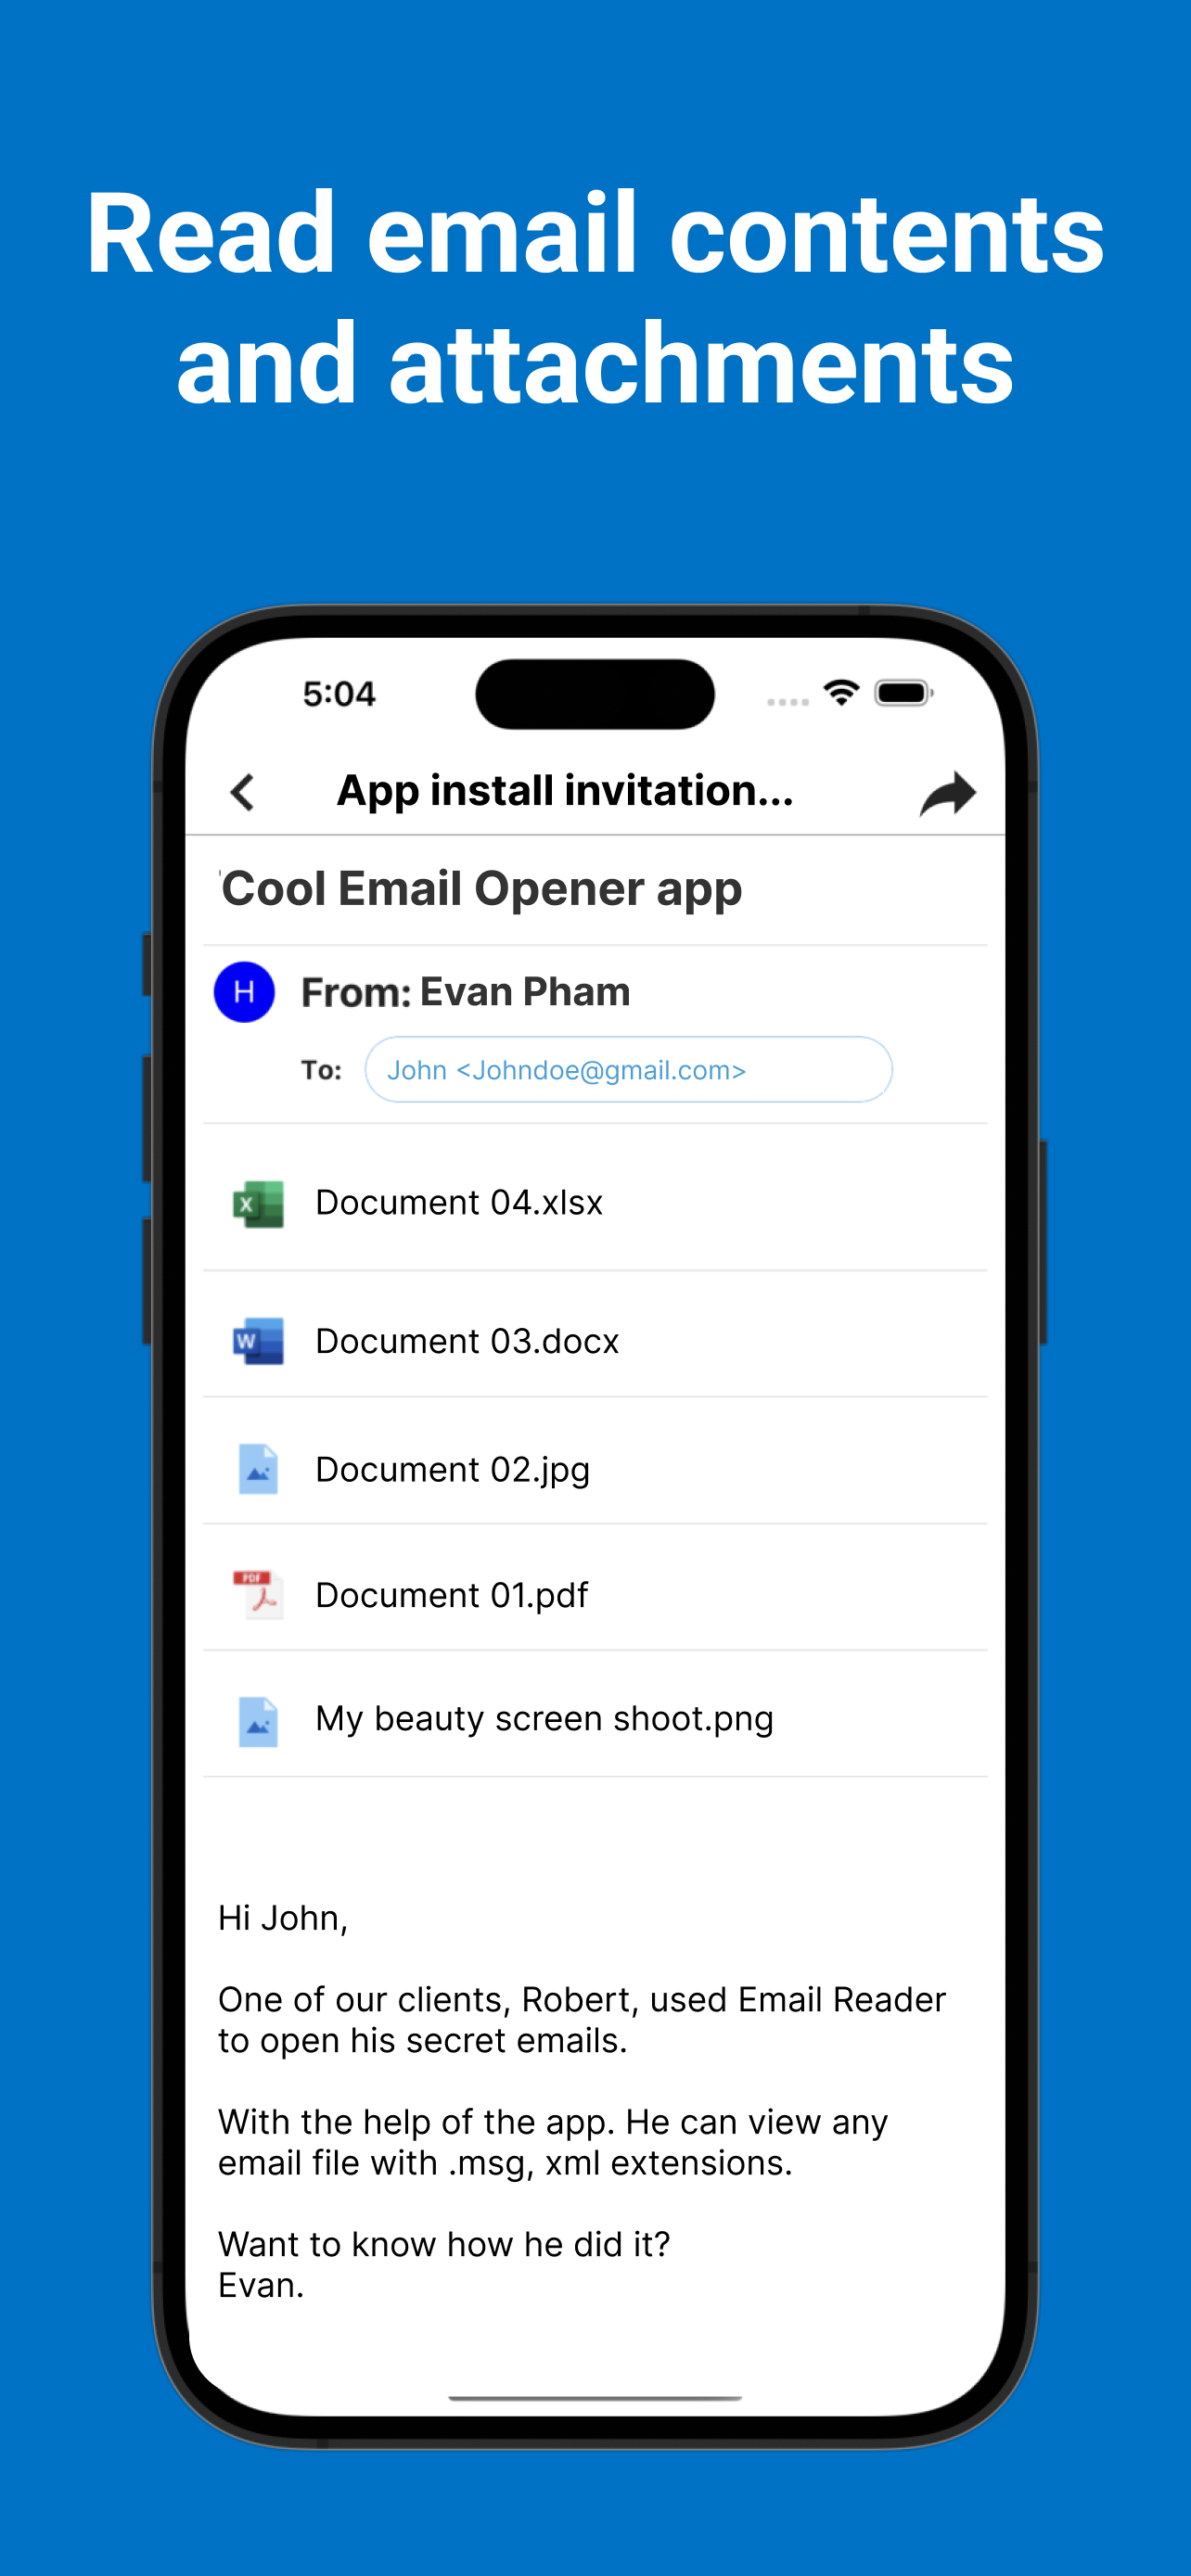 Read email contents
and attachments
5:04
App install invitation...
'Cool Email Opener app
H
From: Evan Pham
To: John <Johndoe@gmail.com>
X
Document 04.xlsx
W
Document 03.docx
Document 02.jpg
PDF
Document 01.pdf
My beauty screen shoot.png
Hi John,
One of our clients, Robert, used Email Reader
to open his secret emails.
With the help of the app. He can view any
email file with .msg, xml extensions.
Want to know how he did it?
Evan.